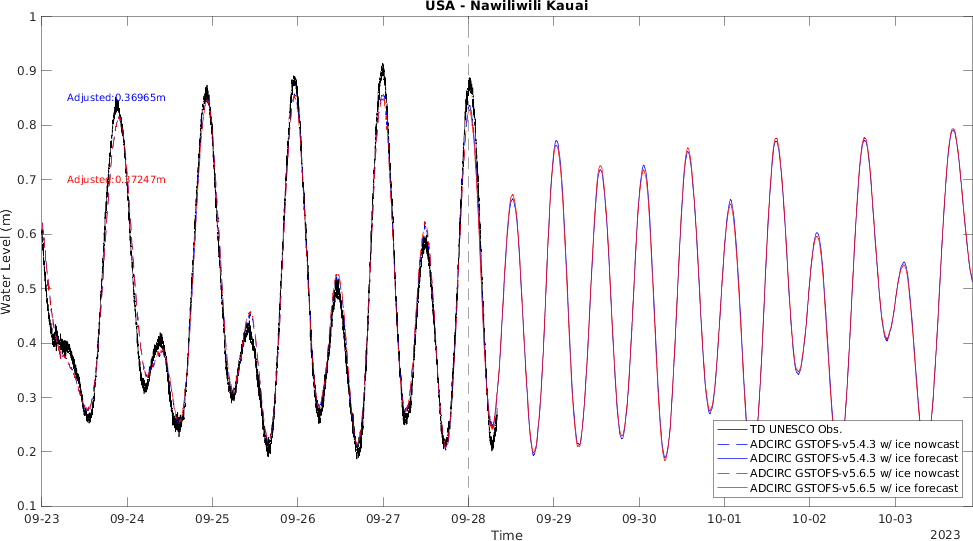 USA - Nawiliwili Kauai
1
0.9
0.8
0.7
0.6
0.5
0.4
0.3
0.2
0.1
Water Level (m)
Adjusted:0.36965m
Adjusted:0.37247m
TD UNESCO Obs.
ADCIRC GSTOFS-v5.4.3 w/ ice nowcast
ADCIRC GSTOFS-v5.4.3 w/ ice forecast
ADCIRC GSTOFS-v5.6.5 w/ ice nowcast
ADCIRC GSTOFS-v5.6.5 w/ ice forecast
09-23 09-24 09-25 09-26 09-27 09-28 09-29 09-30 10-01 10-02 10-03
Time
2023